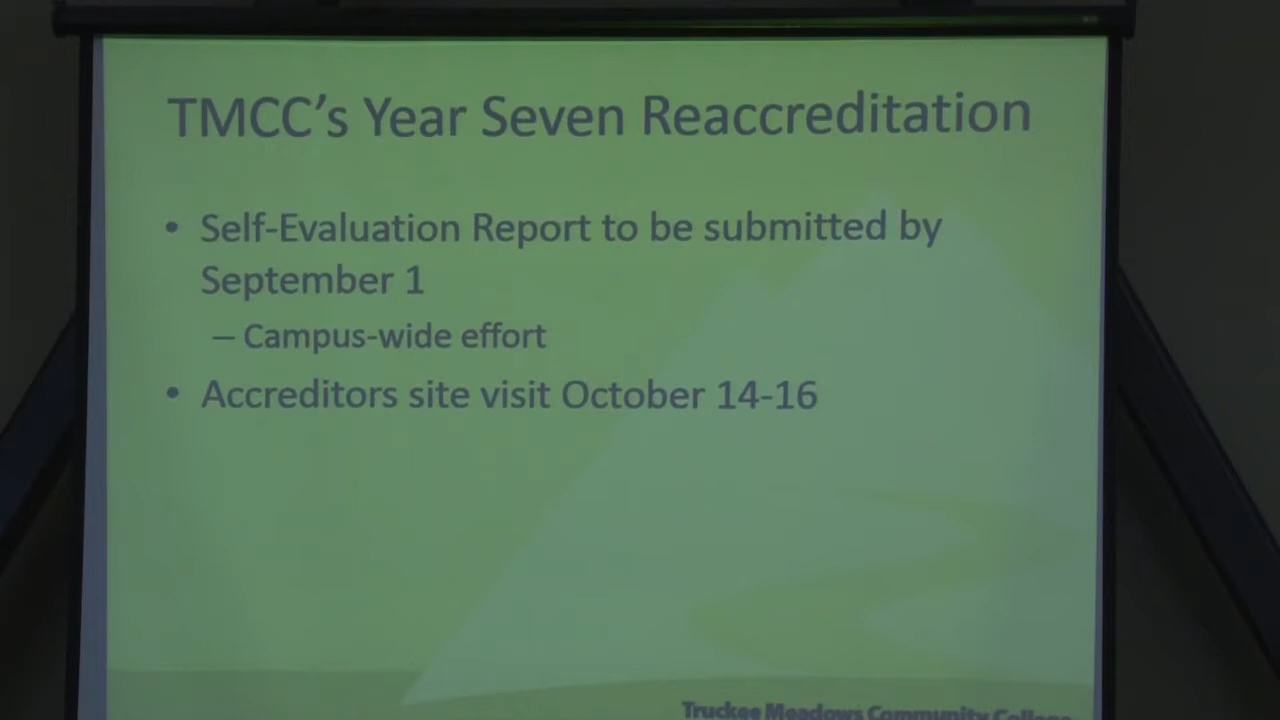 TMCC’s Year Seven Reaccreditation
• Self-Evaluation Report to be submitted by
September 1
– Campus-wide effort
• Accreditors site visit October 14-16
Truckee Meadows Community College